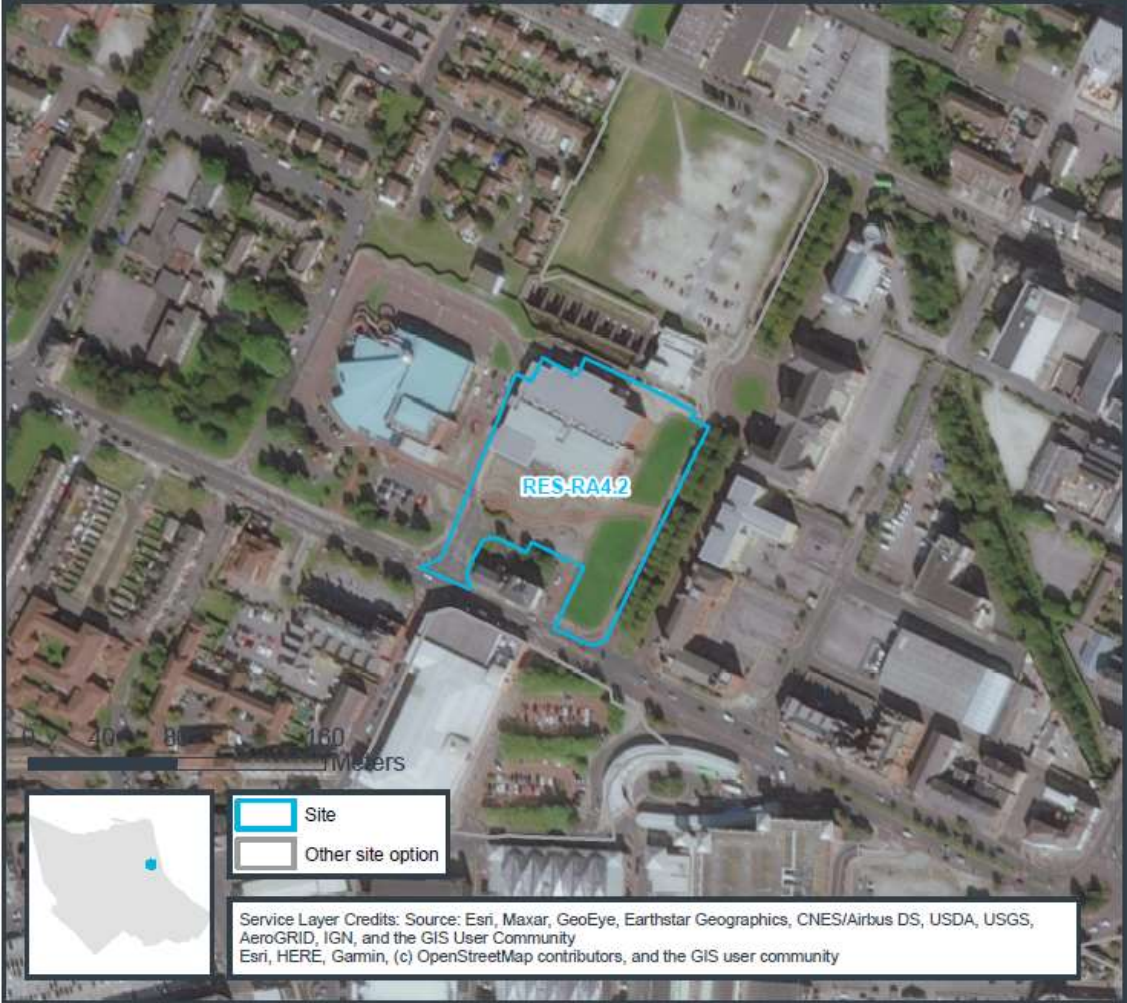 RES-RA4.2
0 40 80 160
Meters
Site
Other site option
Service Layer Credits: Source: Esri, Maxar, GeoEye, Earthstar Geographics, CNES/Airbus DS, USDA, USGS,
AeroGRID, IGN, and the GIS User Community
Esri, HERE, Garmin, (c) OpenStreetMap contributors, and the GIS user community